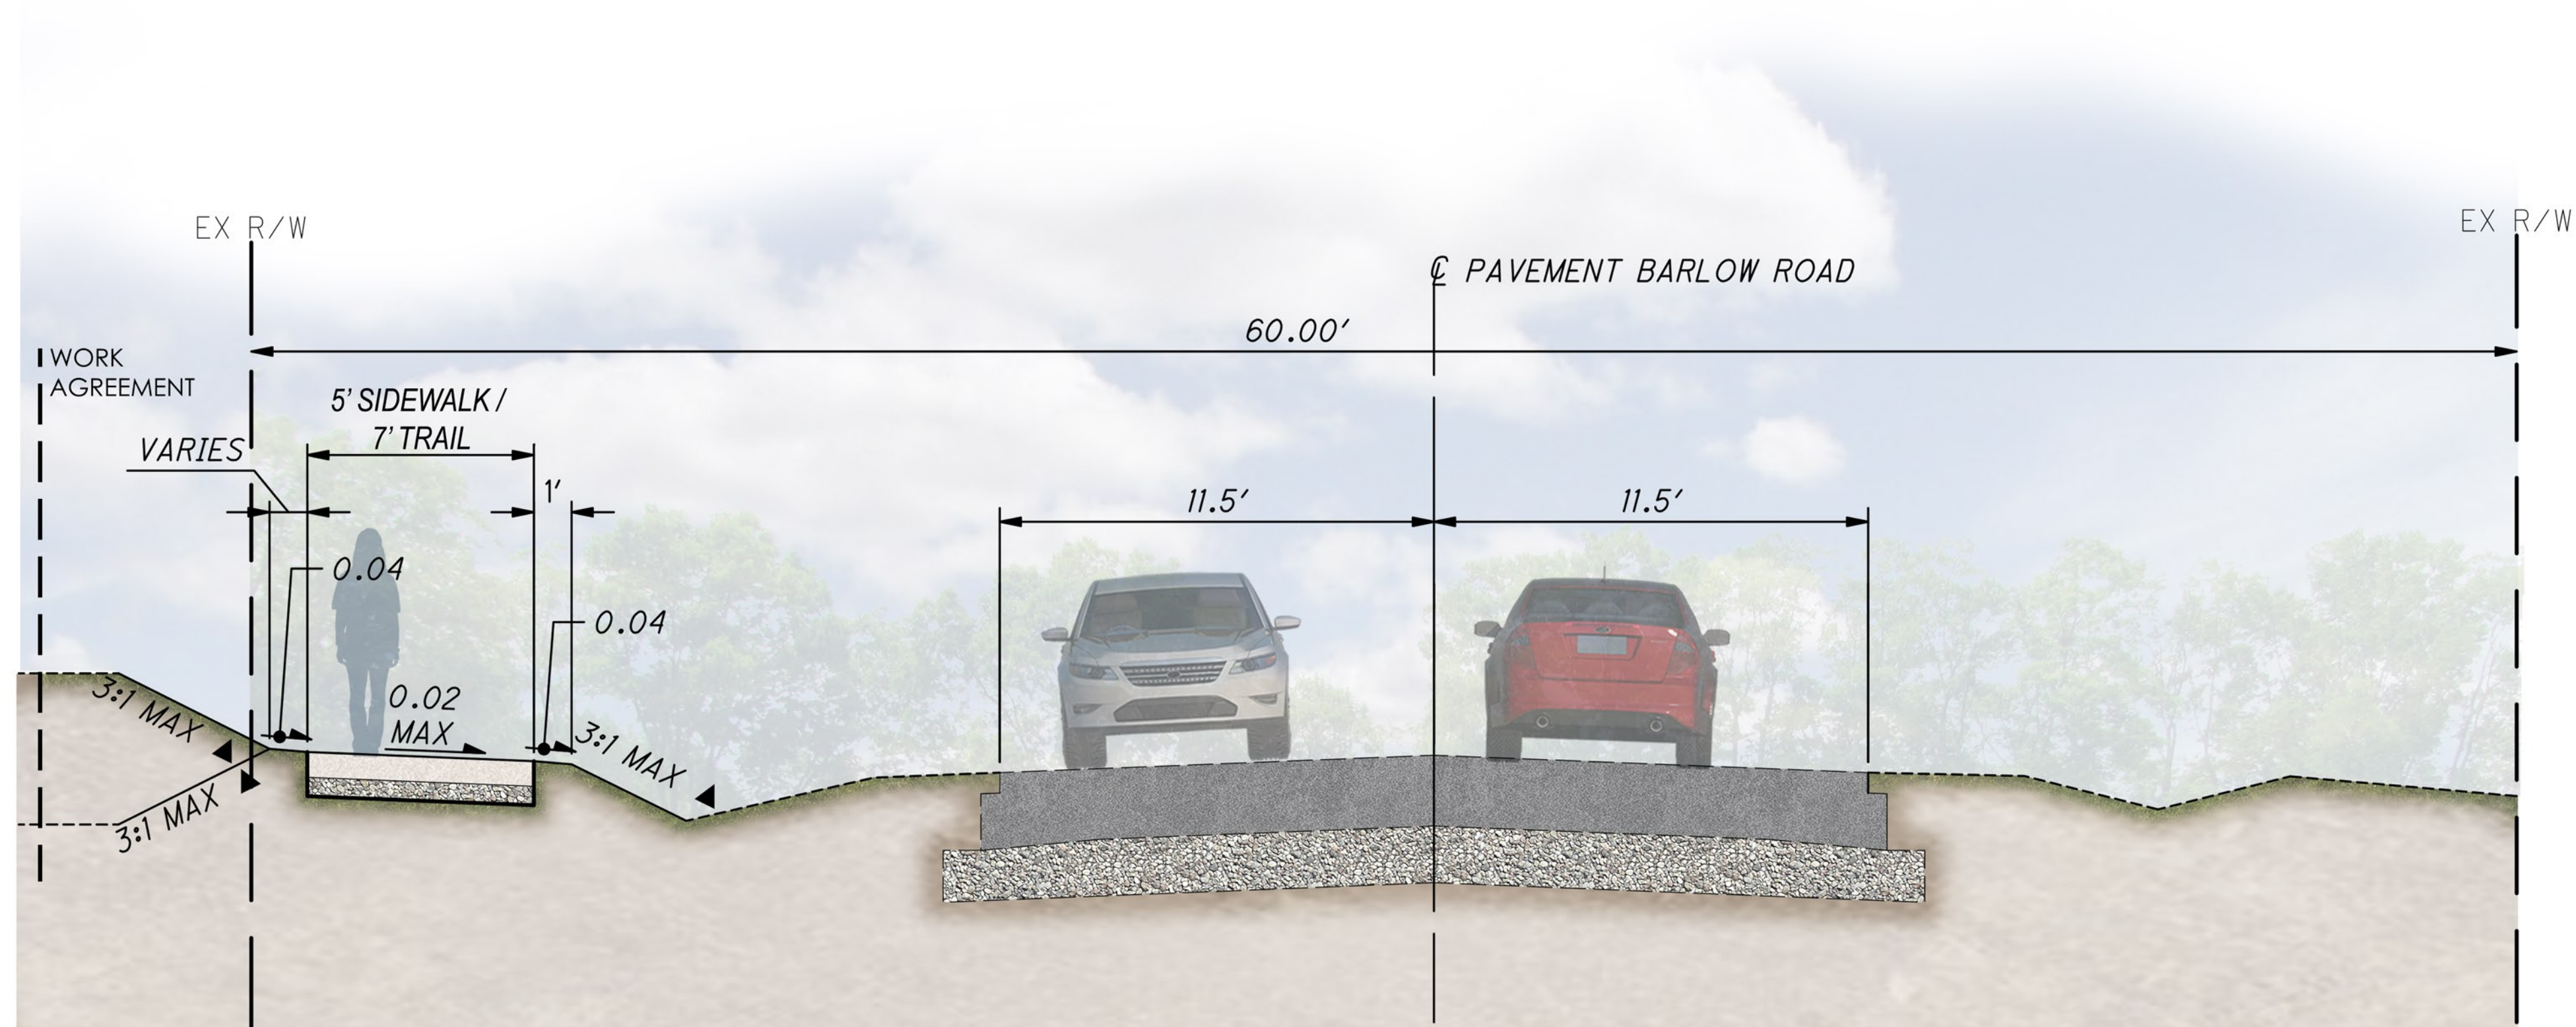 EX R/W
EX R/W
℄ PAVEMENT BARLOW ROAD
60.00'
WORK
AGREEMENT
5' SIDEWALK /
7' TRAIL
VARIES
1'
11.5'
11.5'
0.04
0.04
0.02
MAX
3:1 MAX
3:1 MAX
3:1 MAX